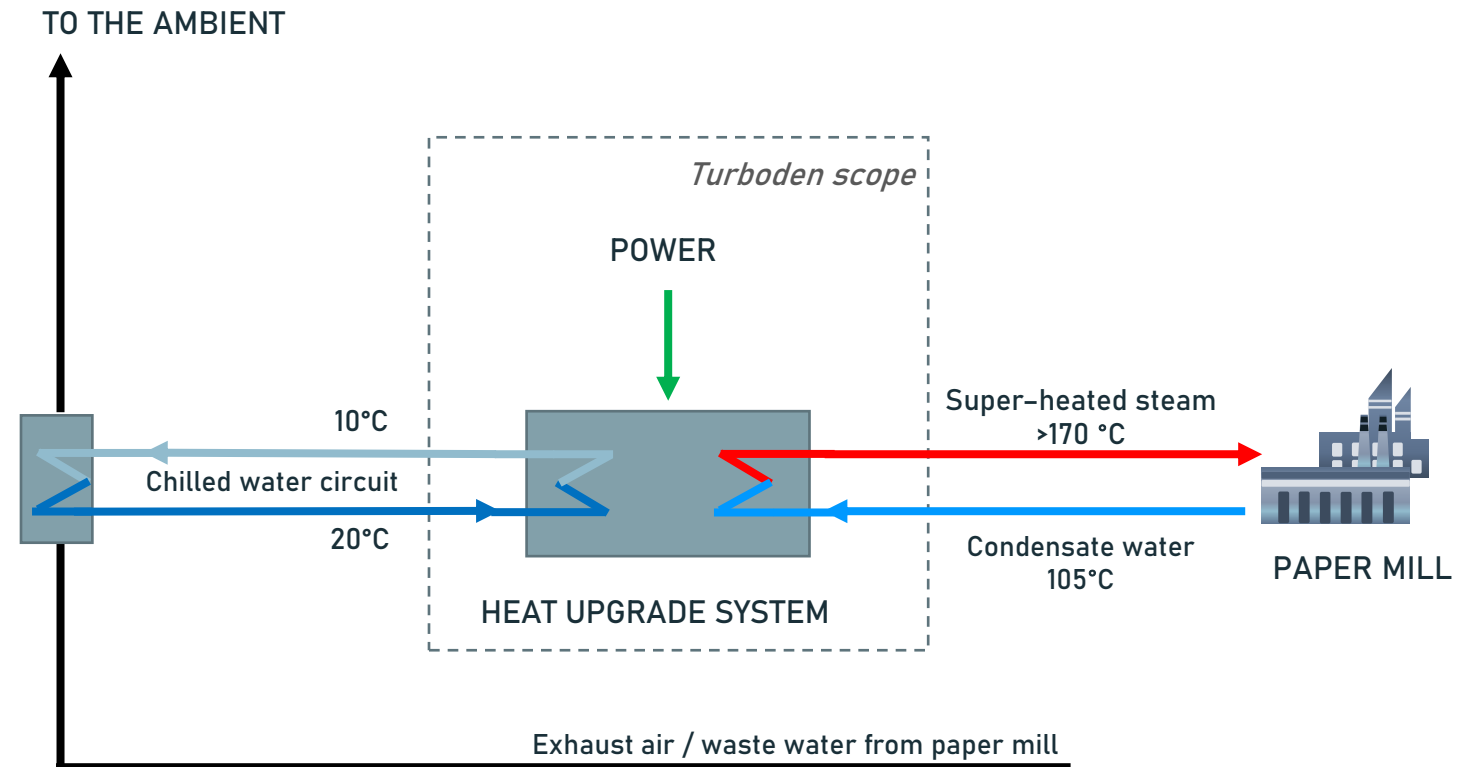 TO THE AMBIENT
Turboden scope
POWER
10°C
Chilled water circuit
20°C
Super-heated steam
>170 °C
Condensate water
105°C
PAPER MILL
HEAT UPGRADE SYSTEM
Exhaust air / waste water from paper mill